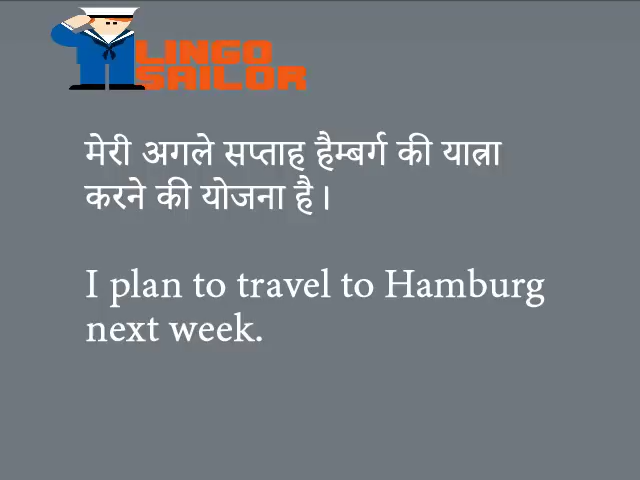 LINGO
SAILOR
मेरी अगले सप्ताह हैम्बर्ग की यात्रा
करने की योजना है।
I plan to travel to Hamburg
next week.